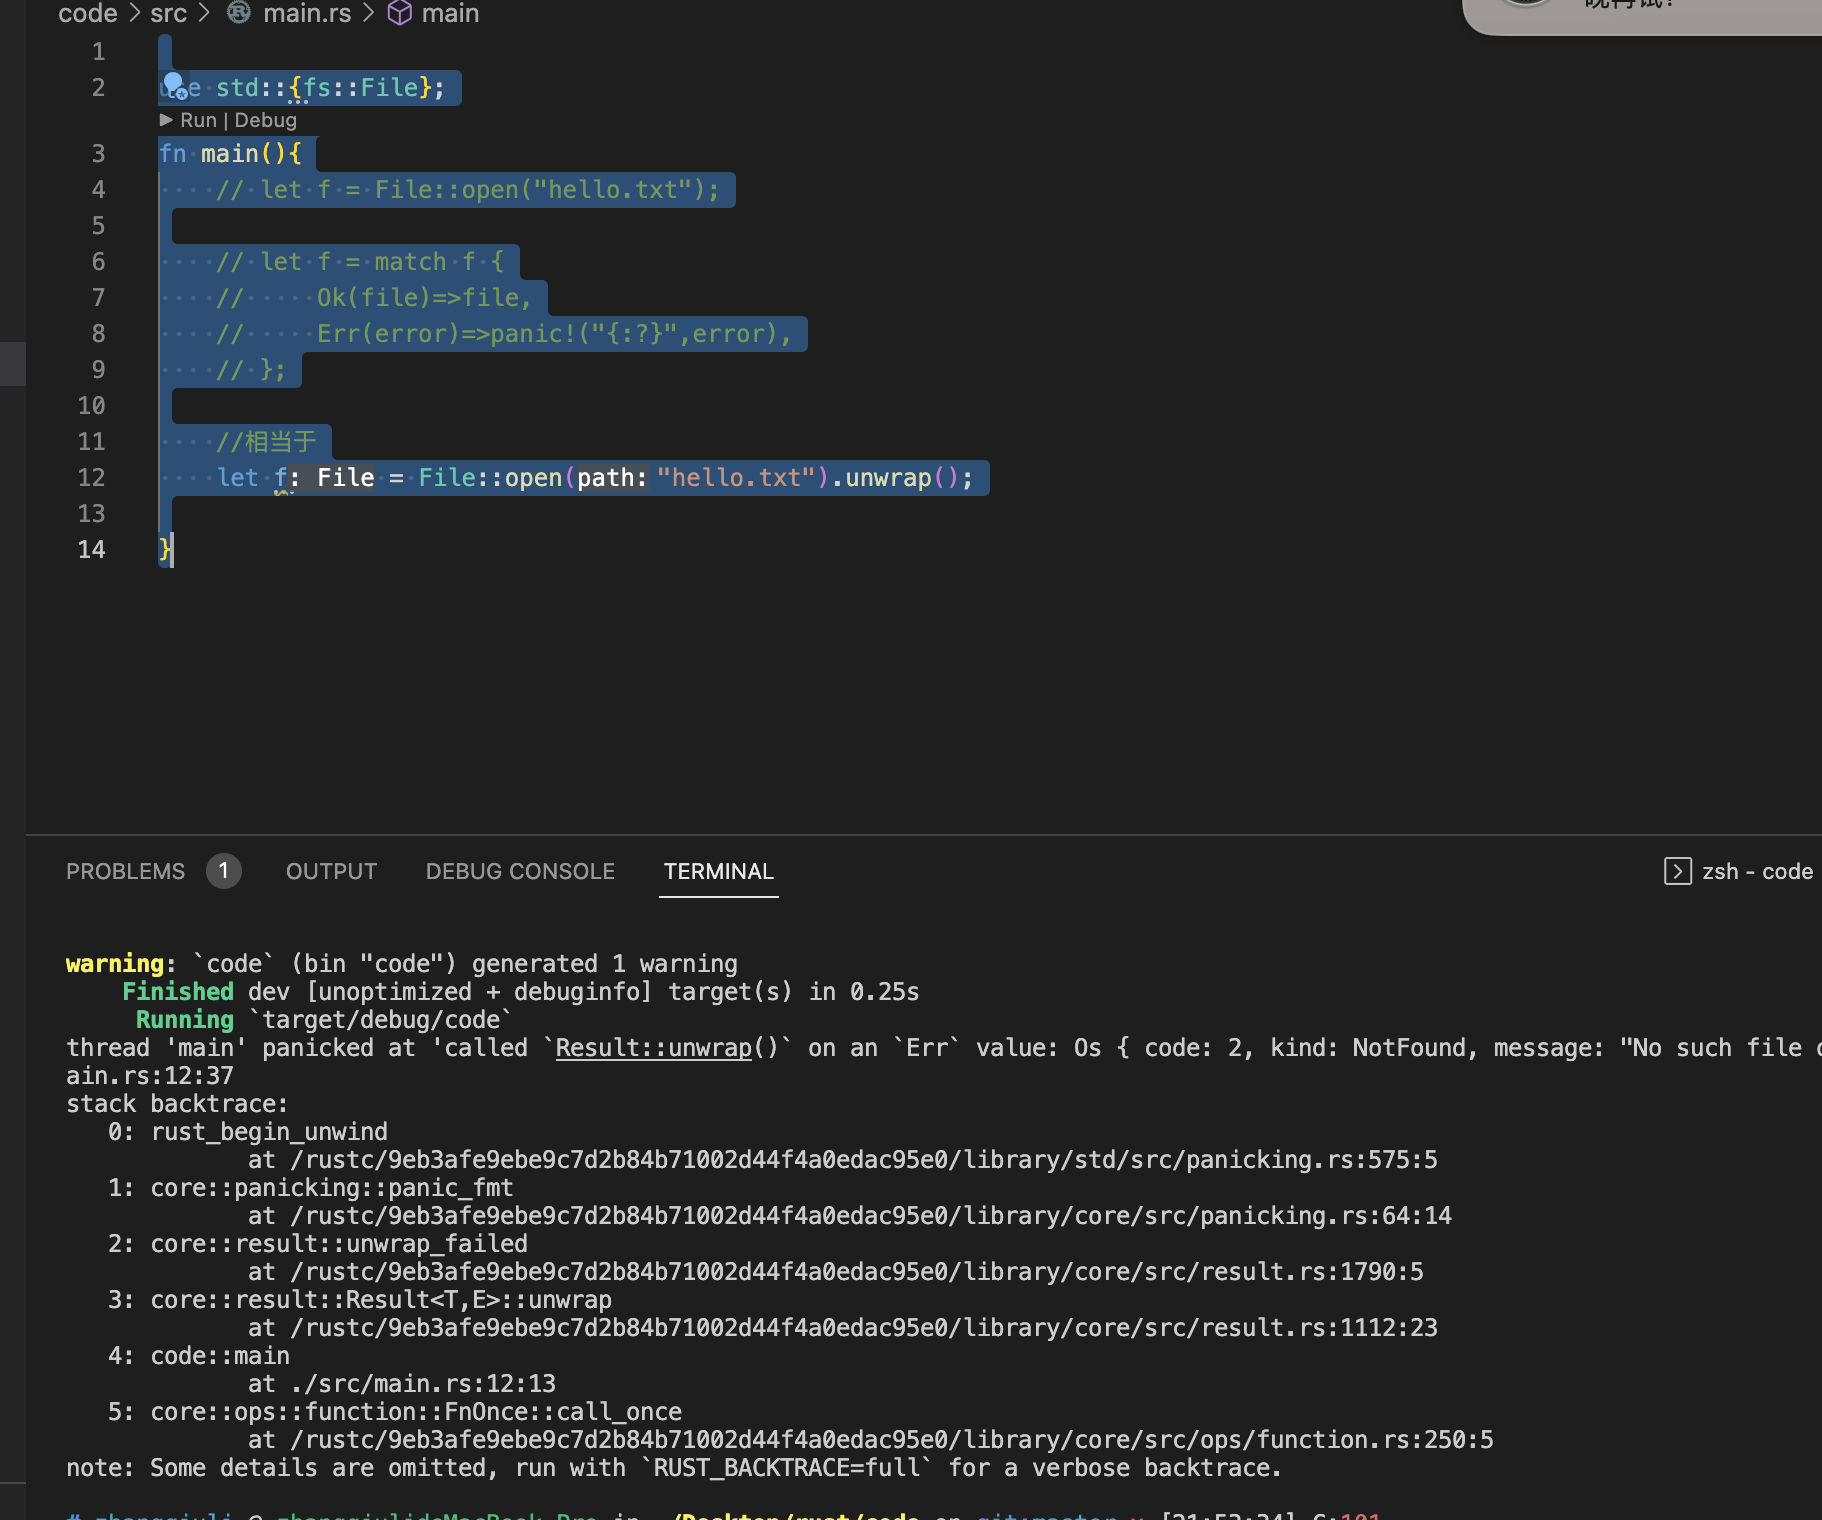 code > src > main.rs > main
晚再试!
1
2 use std::{fs::File};
Run | Debug
3 fn main(){
4 // let f = File::open("hello.txt");
5
6 // let f = match f {
7 // Ok(file)=>file,
8 // Err(error)=>panic!("{:?}",error),
9 // };
10
11 //相当于
12 let f: File = File::open(path: "hello.txt").unwrap();
13
14 }
PROBLEMS 1 OUTPUT DEBUG CONSOLE TERMINAL zsh - code
warning: `code` (bin "code") generated 1 warning
Finished dev [unoptimized + debuginfo] target(s) in 0.25s
Running `target/debug/code`
thread 'main' panicked at 'called `Result::unwrap()` on an `Err` value: Os { code: 2, kind: NotFound, message: "No such file
ain.rs:12:37
stack backtrace:
0: rust_begin_unwind
at /rustc/9eb3afe9ebe9c7d2b84b71002d44f4a0edac95e0/library/std/src/panicking.rs:575:5
1: core::panicking::panic_fmt
at /rustc/9eb3afe9ebe9c7d2b84b71002d44f4a0edac95e0/library/core/src/panicking.rs:64:14
2: core::result::unwrap_failed
at /rustc/9eb3afe9ebe9c7d2b84b71002d44f4a0edac95e0/library/core/src/result.rs:1790:5
3: core::result::Result<T,E>::unwrap
at /rustc/9eb3afe9ebe9c7d2b84b71002d44f4a0edac95e0/library/core/src/result.rs:1112:23
4: code::main
at ./src/main.rs:12:13
5: core::ops::function::FnOnce::call_once
at /rustc/9eb3afe9ebe9c7d2b84b71002d44f4a0edac95e0/library/core/src/ops/function.rs:250:5
note: Some details are omitted, run with `RUST_BACKTRACE=full` for a verbose backtrace.